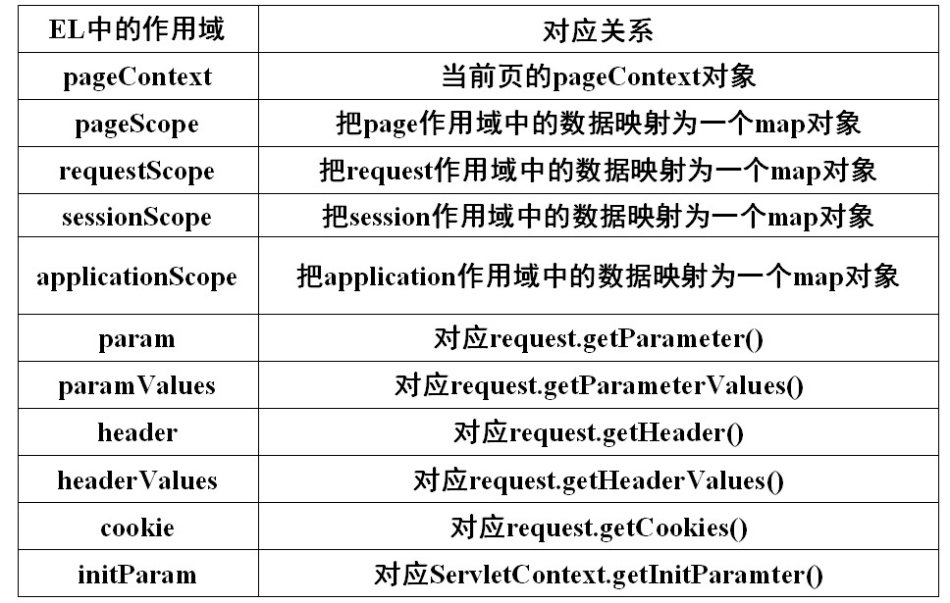 EL中的作用域 对应关系
pageContext 当前页的pageContext对象
pageScope 把page作用域中的数据映射为一个map对象
requestScope 把request作用域中的数据映射为一个map对象
sessionScope 把session作用域中的数据映射为一个map对象
applicationScope 把application作用域中的数据映射为一个map对象
param 对应request.getParameter()
paramValues 对应request.getParameterValues()
header 对应request.getHeader()
headerValues 对应request.getHeaderValues()
cookie 对应request.getCookies()
initParam 对应ServletContext.getInitParamter()